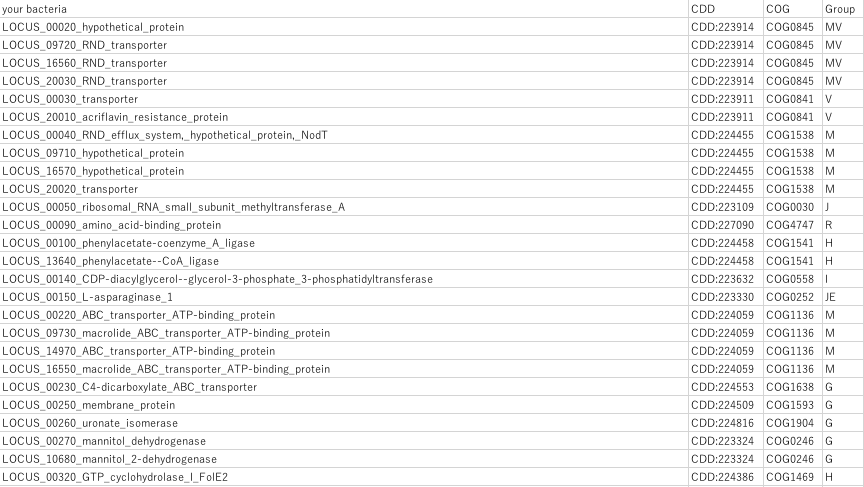 your bacteria CDD COG Group
LOCUS_00020_hypothetical_protein CDD:223914 COG0845 MV
LOCUS_09720_RND_transporter CDD:223914 COG0845 MV
LOCUS_16560_RND_transporter CDD:223914 COG0845 MV
LOCUS_20030_RND_transporter CDD:223914 COG0845 MV
LOCUS_00030_transporter CDD:223911 COG0841 V
LOCUS_20010_acriflavin_resistance_protein CDD:223911 COG0841 V
LOCUS_00040_RND_efflux_system,_hypothetical_protein,_NodT CDD:224455 COG1538 M
LOCUS_09710_hypothetical_protein CDD:224455 COG1538 M
LOCUS_16570_hypothetical_protein CDD:224455 COG1538 M
LOCUS_20020_transporter CDD:224455 COG1538 M
LOCUS_00050_ribosomal_RNA_small_subunit_methyltransferase_A CDD:223109 COG0030 J
LOCUS_00090_amino_acid-binding_protein CDD:227090 COG4747 R
LOCUS_00100_phenylacetate-coenzyme_A_ligase CDD:224458 COG1541 H
LOCUS_13640_phenylacetate--CoA_ligase CDD:224458 COG1541 H
LOCUS_00140_CDP-diacylglycerol--glycerol-3-phosphate_3-phosphatidyltransferase CDD:223632 COG0558 I
LOCUS_00150_L-asparaginase_1 CDD:223330 COG0252 JE
LOCUS_00220_ABC_transporter_ATP-binding_protein CDD:224059 COG1136 M
LOCUS_09730_macrolide_ABC_transporter_ATP-binding_protein CDD:224059 COG1136 M
LOCUS_14970_ABC_transporter_ATP-binding_protein CDD:224059 COG1136 M
LOCUS_16550_macrolide_ABC_transporter_ATP-binding_protein CDD:224059 COG1136 M
LOCUS_00230_C4-dicarboxylate_ABC_transporter CDD:224553 COG1638 G
LOCUS_00250_membrane_protein CDD:224509 COG1593 G
LOCUS_00260_uronate_isomerase CDD:224816 COG1904 G
LOCUS_00270_mannitol_dehydrogenase CDD:223324 COG0246 G
LOCUS_10680_mannitol_2-dehydrogenase CDD:223324 COG0246 G
LOCUS_00320_GTP_cyclohydrolase_I_FolE2 CDD:224386 COG1469 H